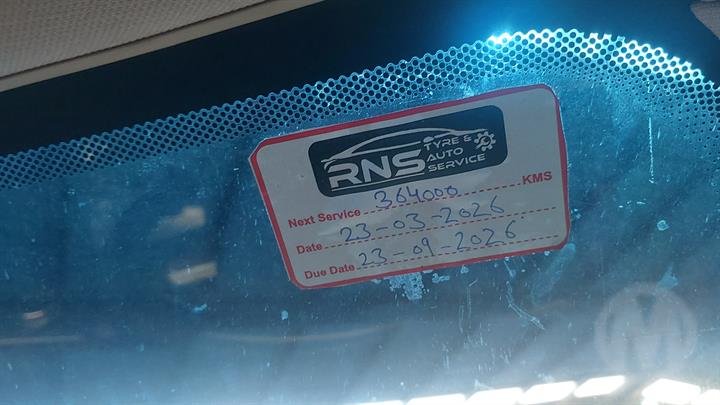 RNS TYRE & AUTO SERVICE
Next Service 364000 KMS
Date 23-03-2026
Due Date 23-09-2026
M